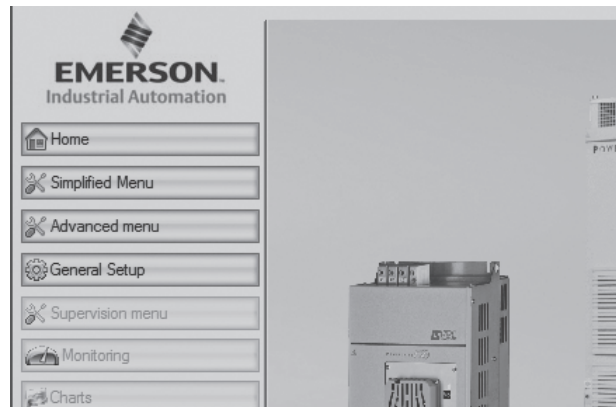 EMERSON.
Industrial Automation
Home
Simplified Menu
Advanced menu
General Setup
Supervision menu
Monitoring
Charts